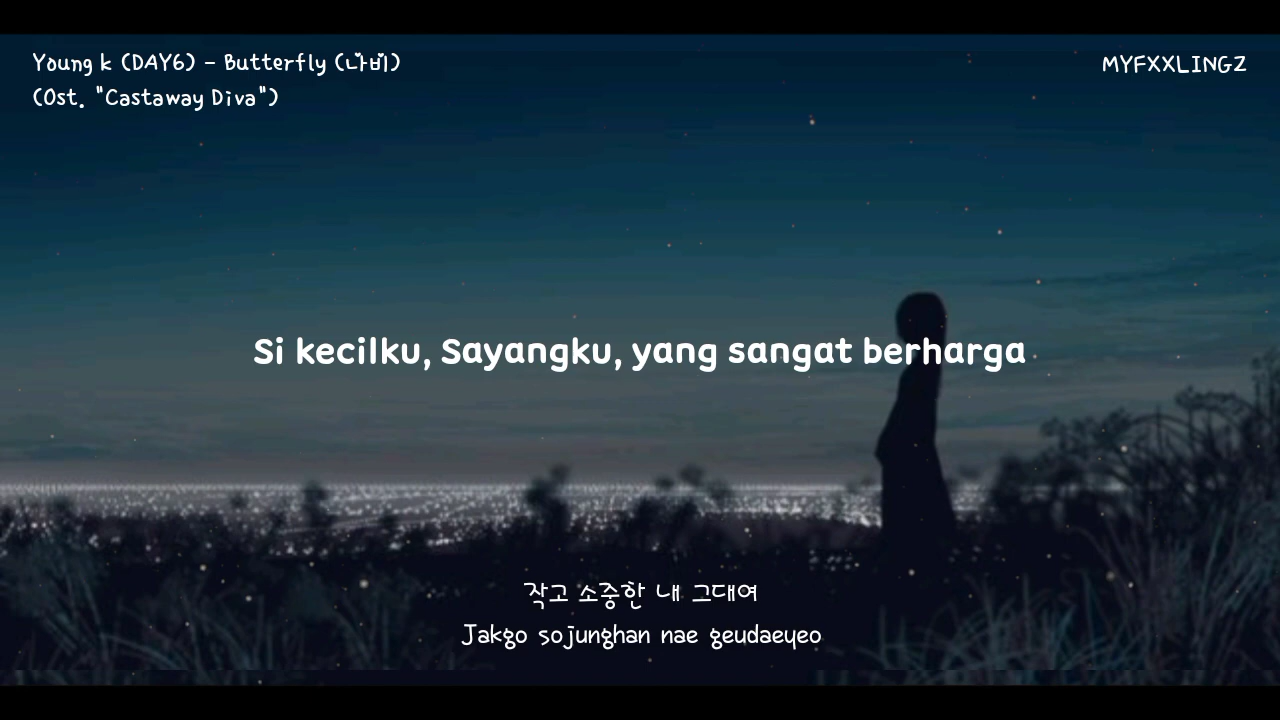 Young k (DAY6) - Butterfly (나비)
(Ost. "Castaway Diva")
MYFXXLINGZ
Si kecilku, Sayangku, yang sangat berharga
작고 소중한 내 그대여
Jakgo sojunghan nae geudaeyeo